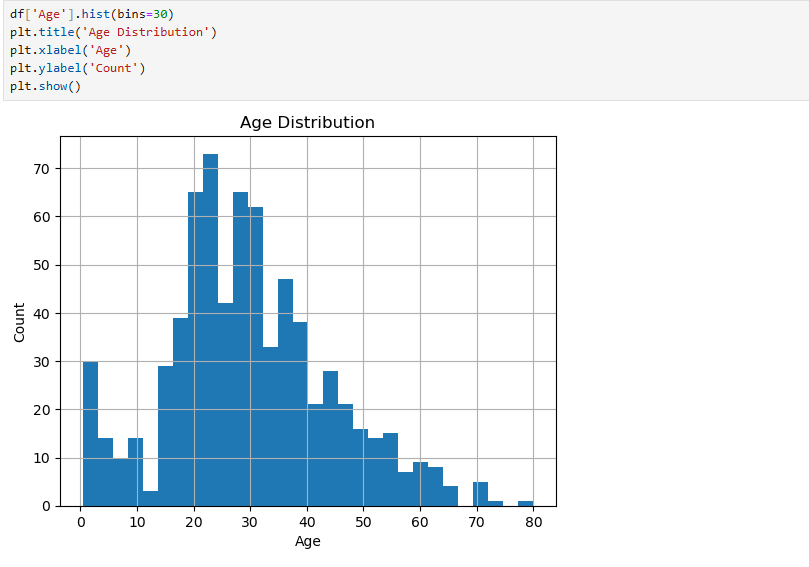 df['Age'].hist(bins=30)
plt.title('Age Distribution')
plt.xlabel('Age')
plt.ylabel('Count')
plt.show()
Age Distribution
70
60
50
40
30
20
10
0
Count
0 10 20 30 40 50 60 70 80
Age